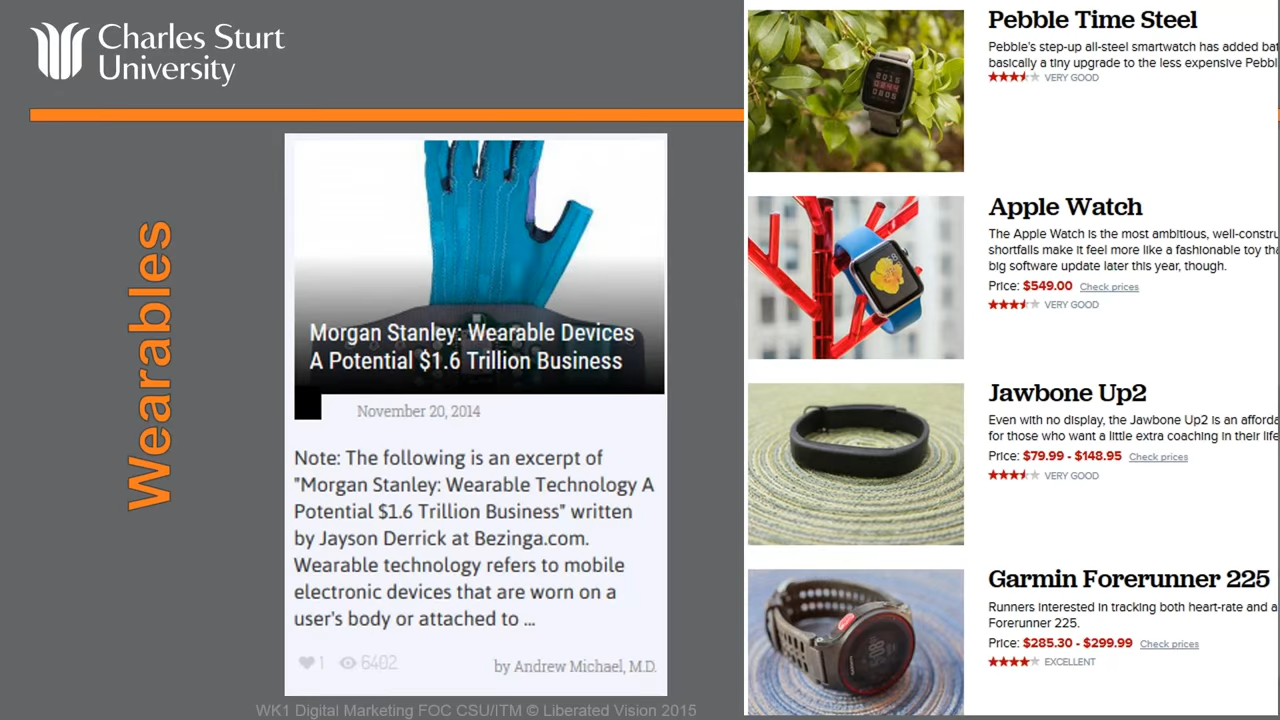 Charles Sturt
University
Wearables
Morgan Stanley: Wearable Devices
A Potential $1.6 Trillion Business
November 20, 2014
Note: The following is an excerpt of
"Morgan Stanley: Wearable Technology A
Potential $1.6 Trillion Business" written
by Jayson Derrick at Bezinga.com.
Wearable technology refers to mobile
electronic devices that are worn on a
user's body or attached to ...
1 6402
by Andrew Michael, M.D.
Pebble Time Steel
Pebble's step-up all-steel smartwatch has added bat
basically a tiny upgrade to the less expensive Pebbl
VERY GOOD
Apple Watch
The Apple Watch is the most ambitious, well-constru
shortfalls make it feel more like a fashionable toy tha
big software update later this year, though.
Price: $549.00 Check prices
VERY GOOD
Jawbone Up2
Even with no display, the Jawbone Up2 is an afforda
for those who want a little extra coaching in their life
Price: $79.99 - $148.95 Check prices
VERY GOOD
Garmin Forerunner 225
Runners interested in tracking both heart-rate and a
Forerunner 225.
Price: $285.30 - $299.99 Check prices
EXCELLENT
WK1 Digital Marketing FOC CSU/ITM © Liberated Vision 2015